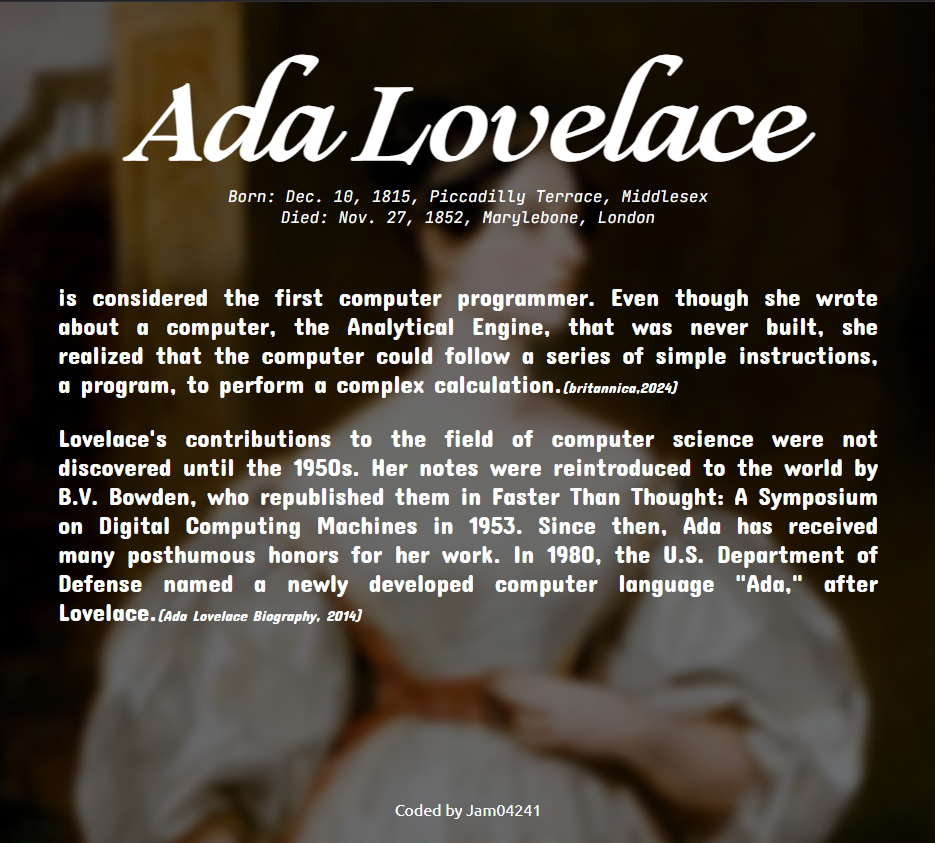 Ada Lovelace
Born: Dec. 10, 1815, Piccadilly Terrace, Middlesex
Died: Nov. 27, 1852, Marylebone, London
is considered the first computer programmer. Even though she wrote
about a computer, the Analytical Engine, that was never built, she
realized that the computer could follow a series of simple instructions,
a program, to perform a complex calculation.(britannica,2024)
Lovelace's contributions to the field of computer science were not
discovered until the 1950s. Her notes were reintroduced to the world by
B.V. Bowden, who republished them in Faster Than Thought: A Symposium
on Digital Computing Machines in 1953. Since then, Ada has received
many posthumous honors for her work. In 1980, the U.S. Department of
Defense named a newly developed computer language "Ada," after
Lovelace.(Ada Lovelace Biography, 2014)
Coded by Jam04241